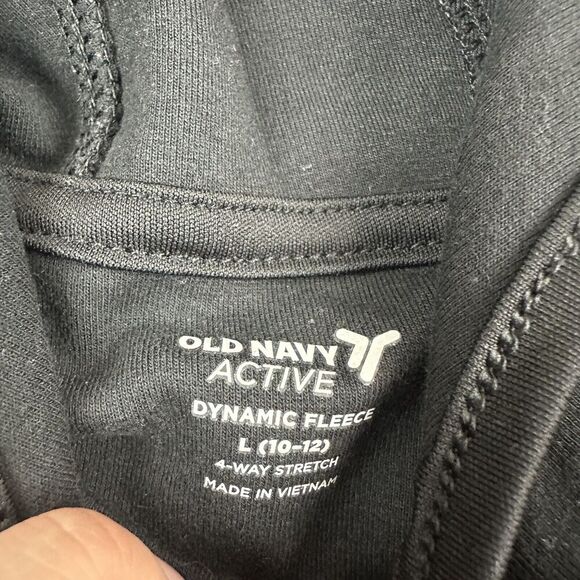 OLD NAVY
ACTIVE
DYNAMIC FLEECE
L (10-12)
4-WAY STRETCH
MADE IN VIETNAM